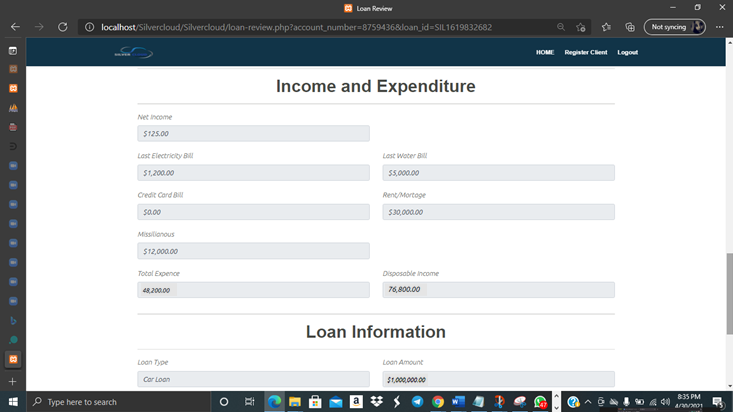 Loan Review
localhost/Silvercloud/Silvercloud/loan-review.php?account_number=8759436&loan_id=SIL1619832682
Not syncing
HOME Register Client Logout
Income and Expenditure
Net Income
$125.00
Last Electricity Bill Last Water Bill
$1,200.00 $5,000.00
Credit Card Bill Rent/Mortage
$0.00 $30,000.00
Missilianous
$12,000.00
Total Expence Disposable Income
48,200.00 76,800.00
Loan Information
Loan Type Loan Amount
Car Loan $1,000,000.00
Type here to search
47
8:35 PM
4/30/2021